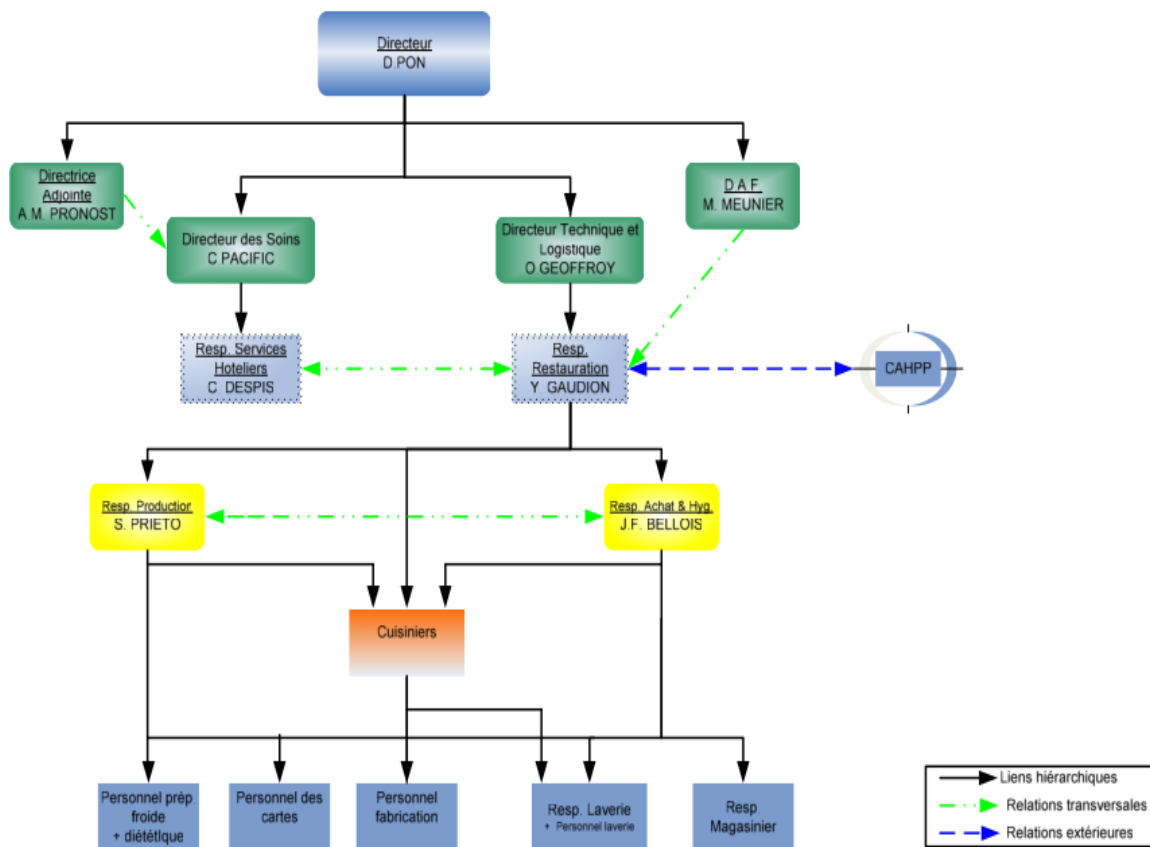 Directeur
D.PON
Directrice
Adjointe
A.M. PRONOST
D.A.F.
M. MEUNIER
Directeur des Soins
C PACIFIC
Directeur Technique et
Logistique
O GEOFFROY
Resp. Services
Hoteliers
C DESPIS
Resp.
Restauration
Y GAUDION
CAHPP
Resp. Production
S. PRIETO
Resp. Achat & Hyg.
J.F. BELLOIS
Cuisiniers
Personnel prép.
froide
+ diététIque
Personnel des
cartes
Personnel
fabrication
Resp. Laverie
+ Personnel laverie
Resp.
Magasinier
Liens hiérarchiques
Relations transversales
Relations extérieures